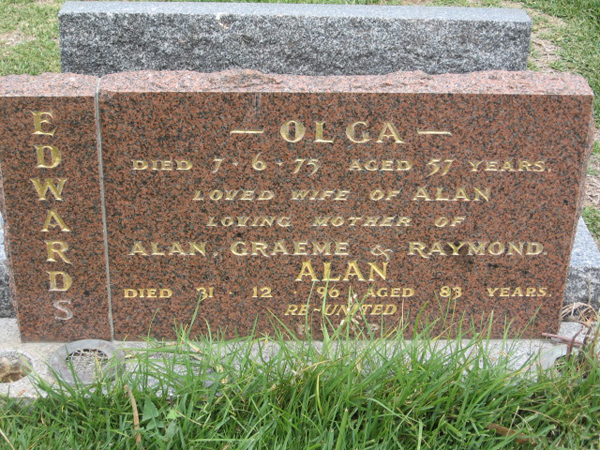 EDWARDS
— OLGA —
DIED 7·6·75 AGED 57 YEARS.
LOVED WIFE OF ALAN
LOVING MOTHER OF
ALAN, GRAEME & RAYMOND.
ALAN
DIED 31·12·96 AGED 83 YEARS.
RE-UNITED